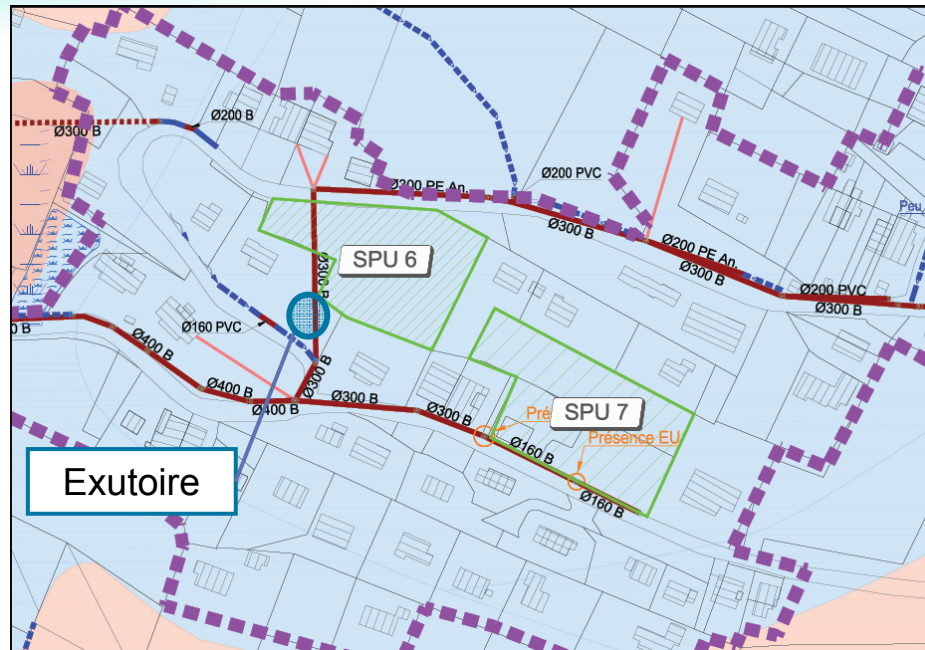 Ø200 B
Ø300 B
Ø200 PE An.
Ø200 PVC
Ø300 B
Peu
Ø200 PE An.
Ø300 B
Ø200 PVC
Ø300 B
SPU 6
Ø300 B
Ø160 PVC
Ø300 B
0 B
Ø400 B
Ø400 B
Ø400 B
Ø300 B
Ø300 B
Pré
SPU 7
Présence EU
Ø160 B
Ø160 B
Exutoire